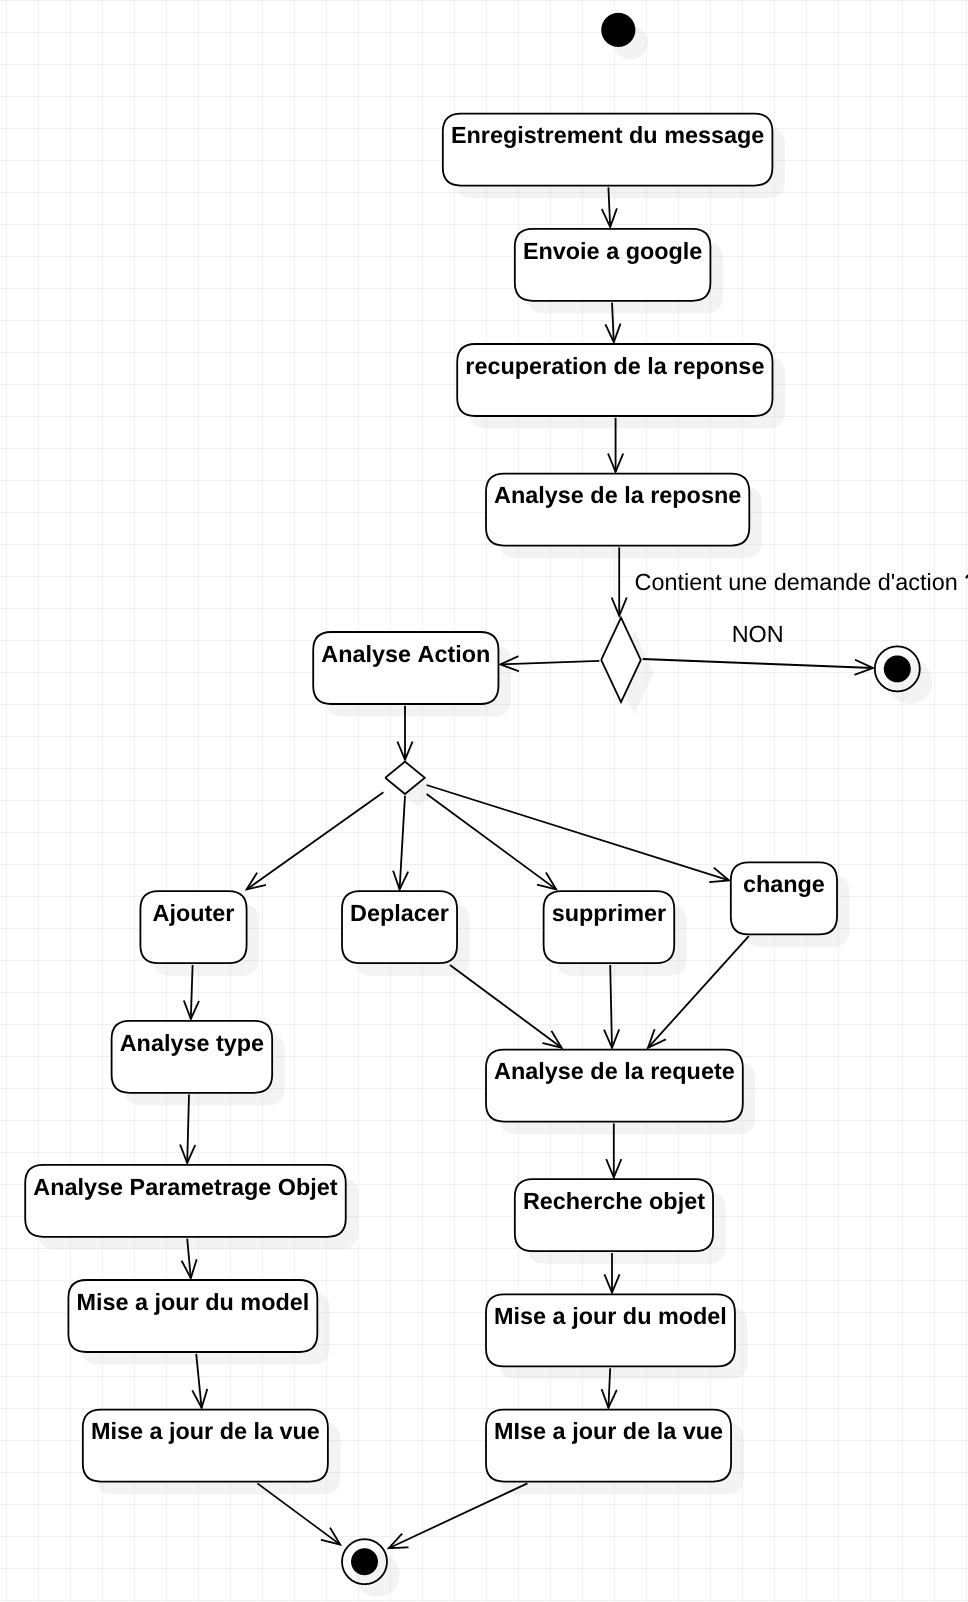 Enregistrement du message
Envoie a google
recuperation de la reponse
Analyse de la reposne
Contient une demande d'action ?
NON
Analyse Action
Ajouter
Deplacer
supprimer
change
Analyse type
Analyse de la requete
Analyse Parametrage Objet
Recherche objet
Mise a jour du model
Mise a jour du model
Mise a jour de la vue
MIse a jour de la vue